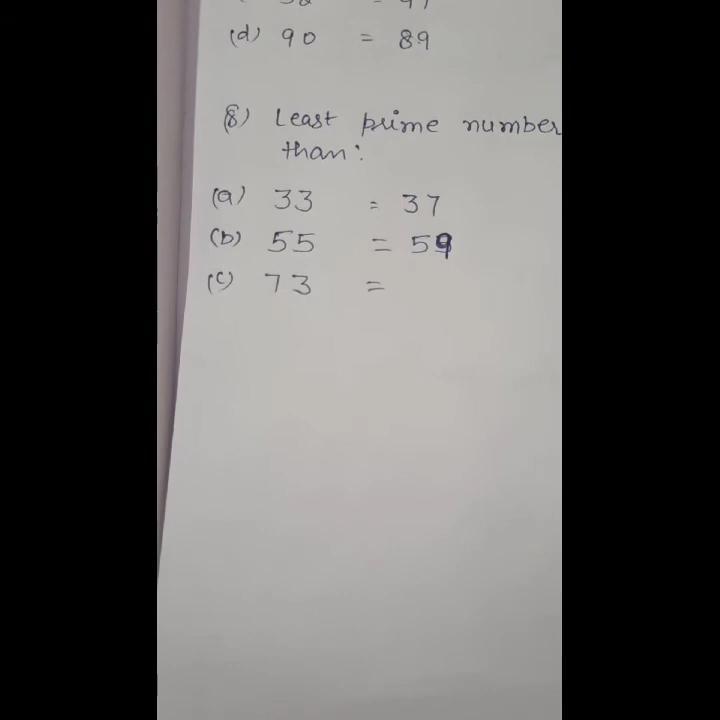 (d) 90 = 89
(8) Least prime number
than:
(a) 33 = 37
(b) 55 = 59
(c) 73 =